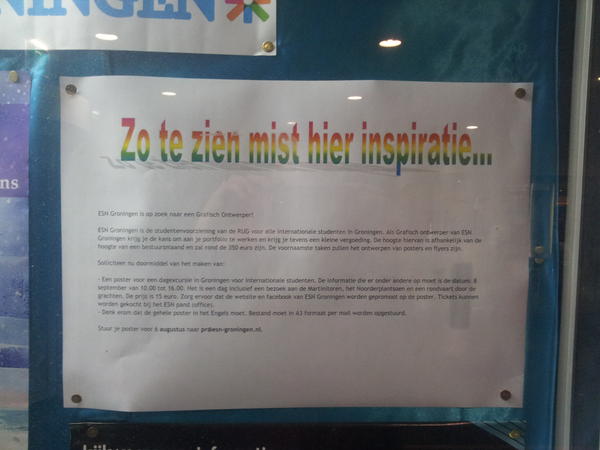 NINGEN
ns
Zo te zien mist hier inspiratie...
ESN Groningen is op zoek naar een Grafisch Ontwerper!
ESN Groningen is de studentenvoorziening van de RUG voor alle internationale studenten in Groningen. Als Grafisch ontwerper van ESN
Groningen krijg je de kans om aan je portfolio te werken en krijg je tevens een kleine vergoeding. De hoogte hiervan is afhankelijk van de
hoogte van een bestuursmaand en zal rond de 350 euro zijn. De voornaamste taken zullen het ontwerpen van posters en flyers zijn.
Solliciteer nu doormiddel van het maken van:
- Een poster voor een dagexcursie in Groningen voor internationale studenten. De informatie die er onder andere op moet is de datum: 8
september van 10.00 tot 16.00. Het is een dag inclusief een bezoek aan de Martinitoren, het Noorderplantsoen en een rondvaart door de
grachten. De prijs is 15 euro. Zorg ervoor dat de website en facebook van ESN Groningen worden gepromoot op de poster. Tickets kunnen
worden gekocht bij het ESN pand (office).
- Denk erom dat de gehele poster in het Engels moet. Bestand moet in A3 formaat per mail worden opgestuurd.
Stuur je poster voor 6 augustus naar pr@esn-groningen.nl.